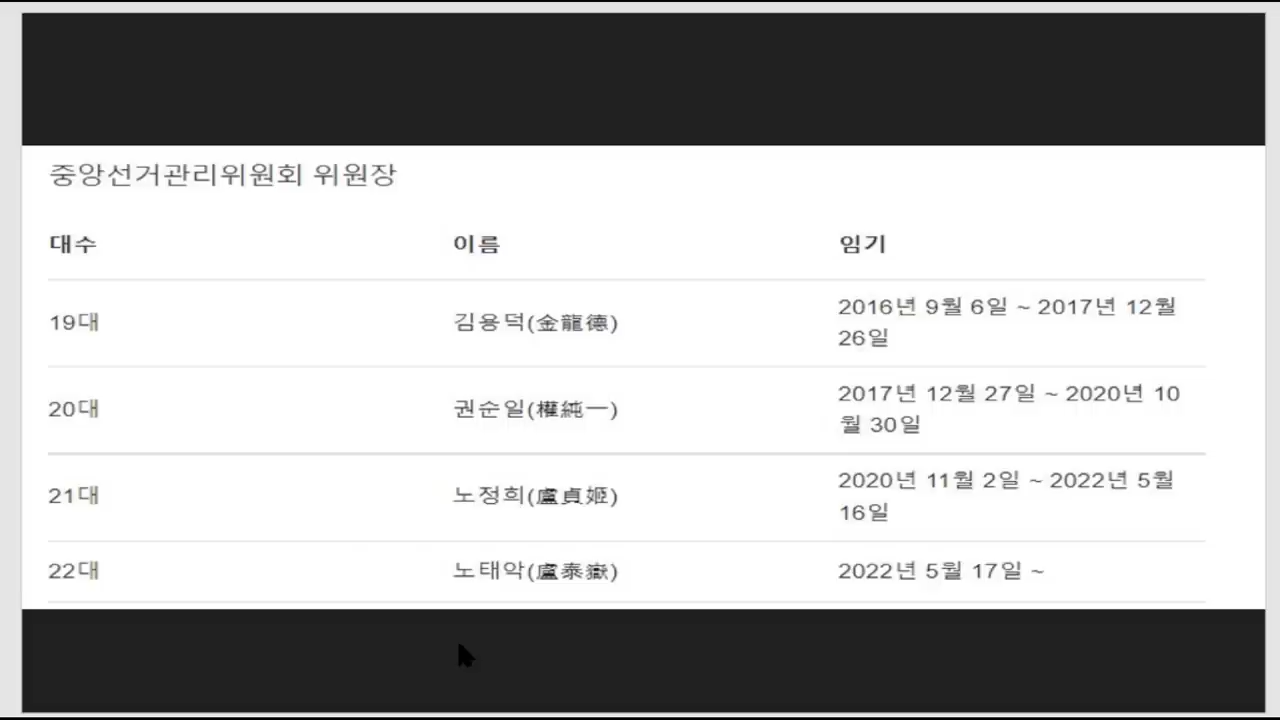 중앙선거관리위원회 위원장
대수 이름 임기
19대 김용덕(金龍德) 2016년 9월 6일 ~ 2017년 12월
26일
20대 권순일(權純一) 2017년 12월 27일 ~ 2020년 10
월 30일
21대 노정희(盧貞姬) 2020년 11월 2일 ~ 2022년 5월
16일
22대 노태악(盧泰嶽) 2022년 5월 17일 ~